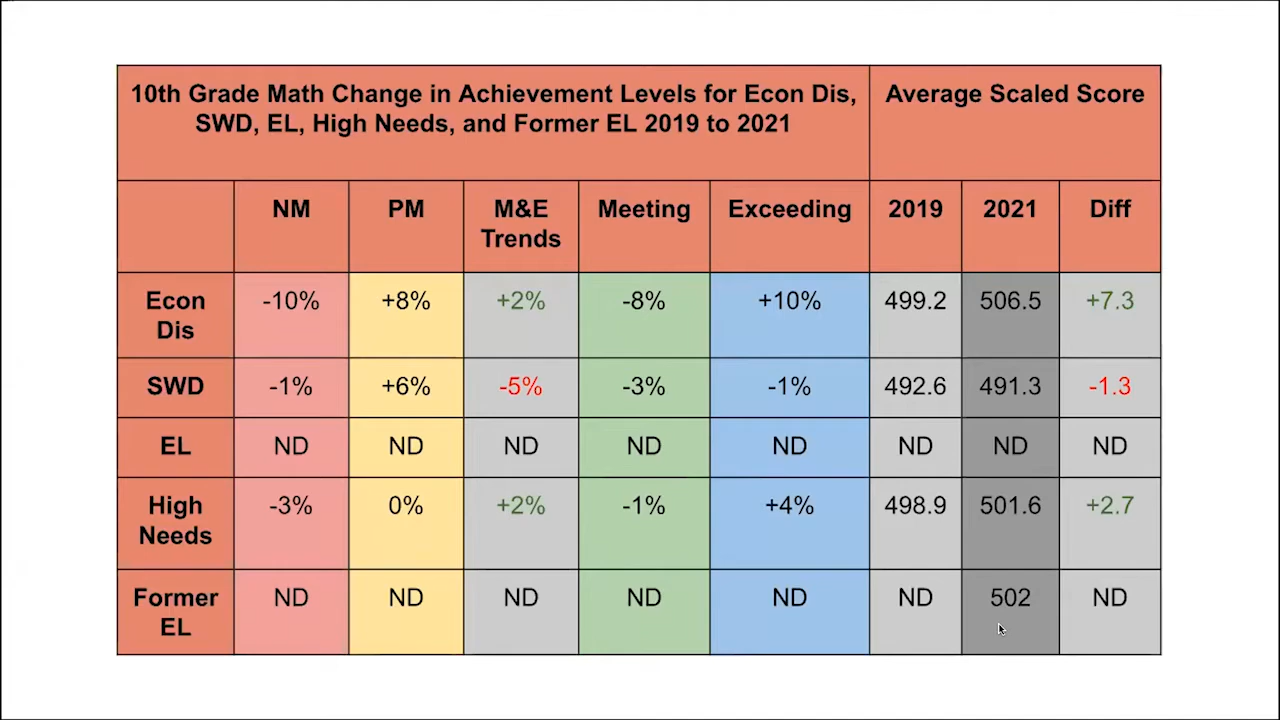 10th Grade Math Change in Achievement Levels for Econ Dis,
SWD, EL, High Needs, and Former EL 2019 to 2021
Average Scaled Score
NM PM M&E Trends Meeting Exceeding 2019 2021 Diff
Econ Dis -10% +8% +2% -8% +10% 499.2 506.5 +7.3
SWD -1% +6% -5% -3% -1% 492.6 491.3 -1.3
EL ND ND ND ND ND ND ND ND
High Needs -3% 0% +2% -1% +4% 498.9 501.6 +2.7
Former EL ND ND ND ND ND ND 502 ND